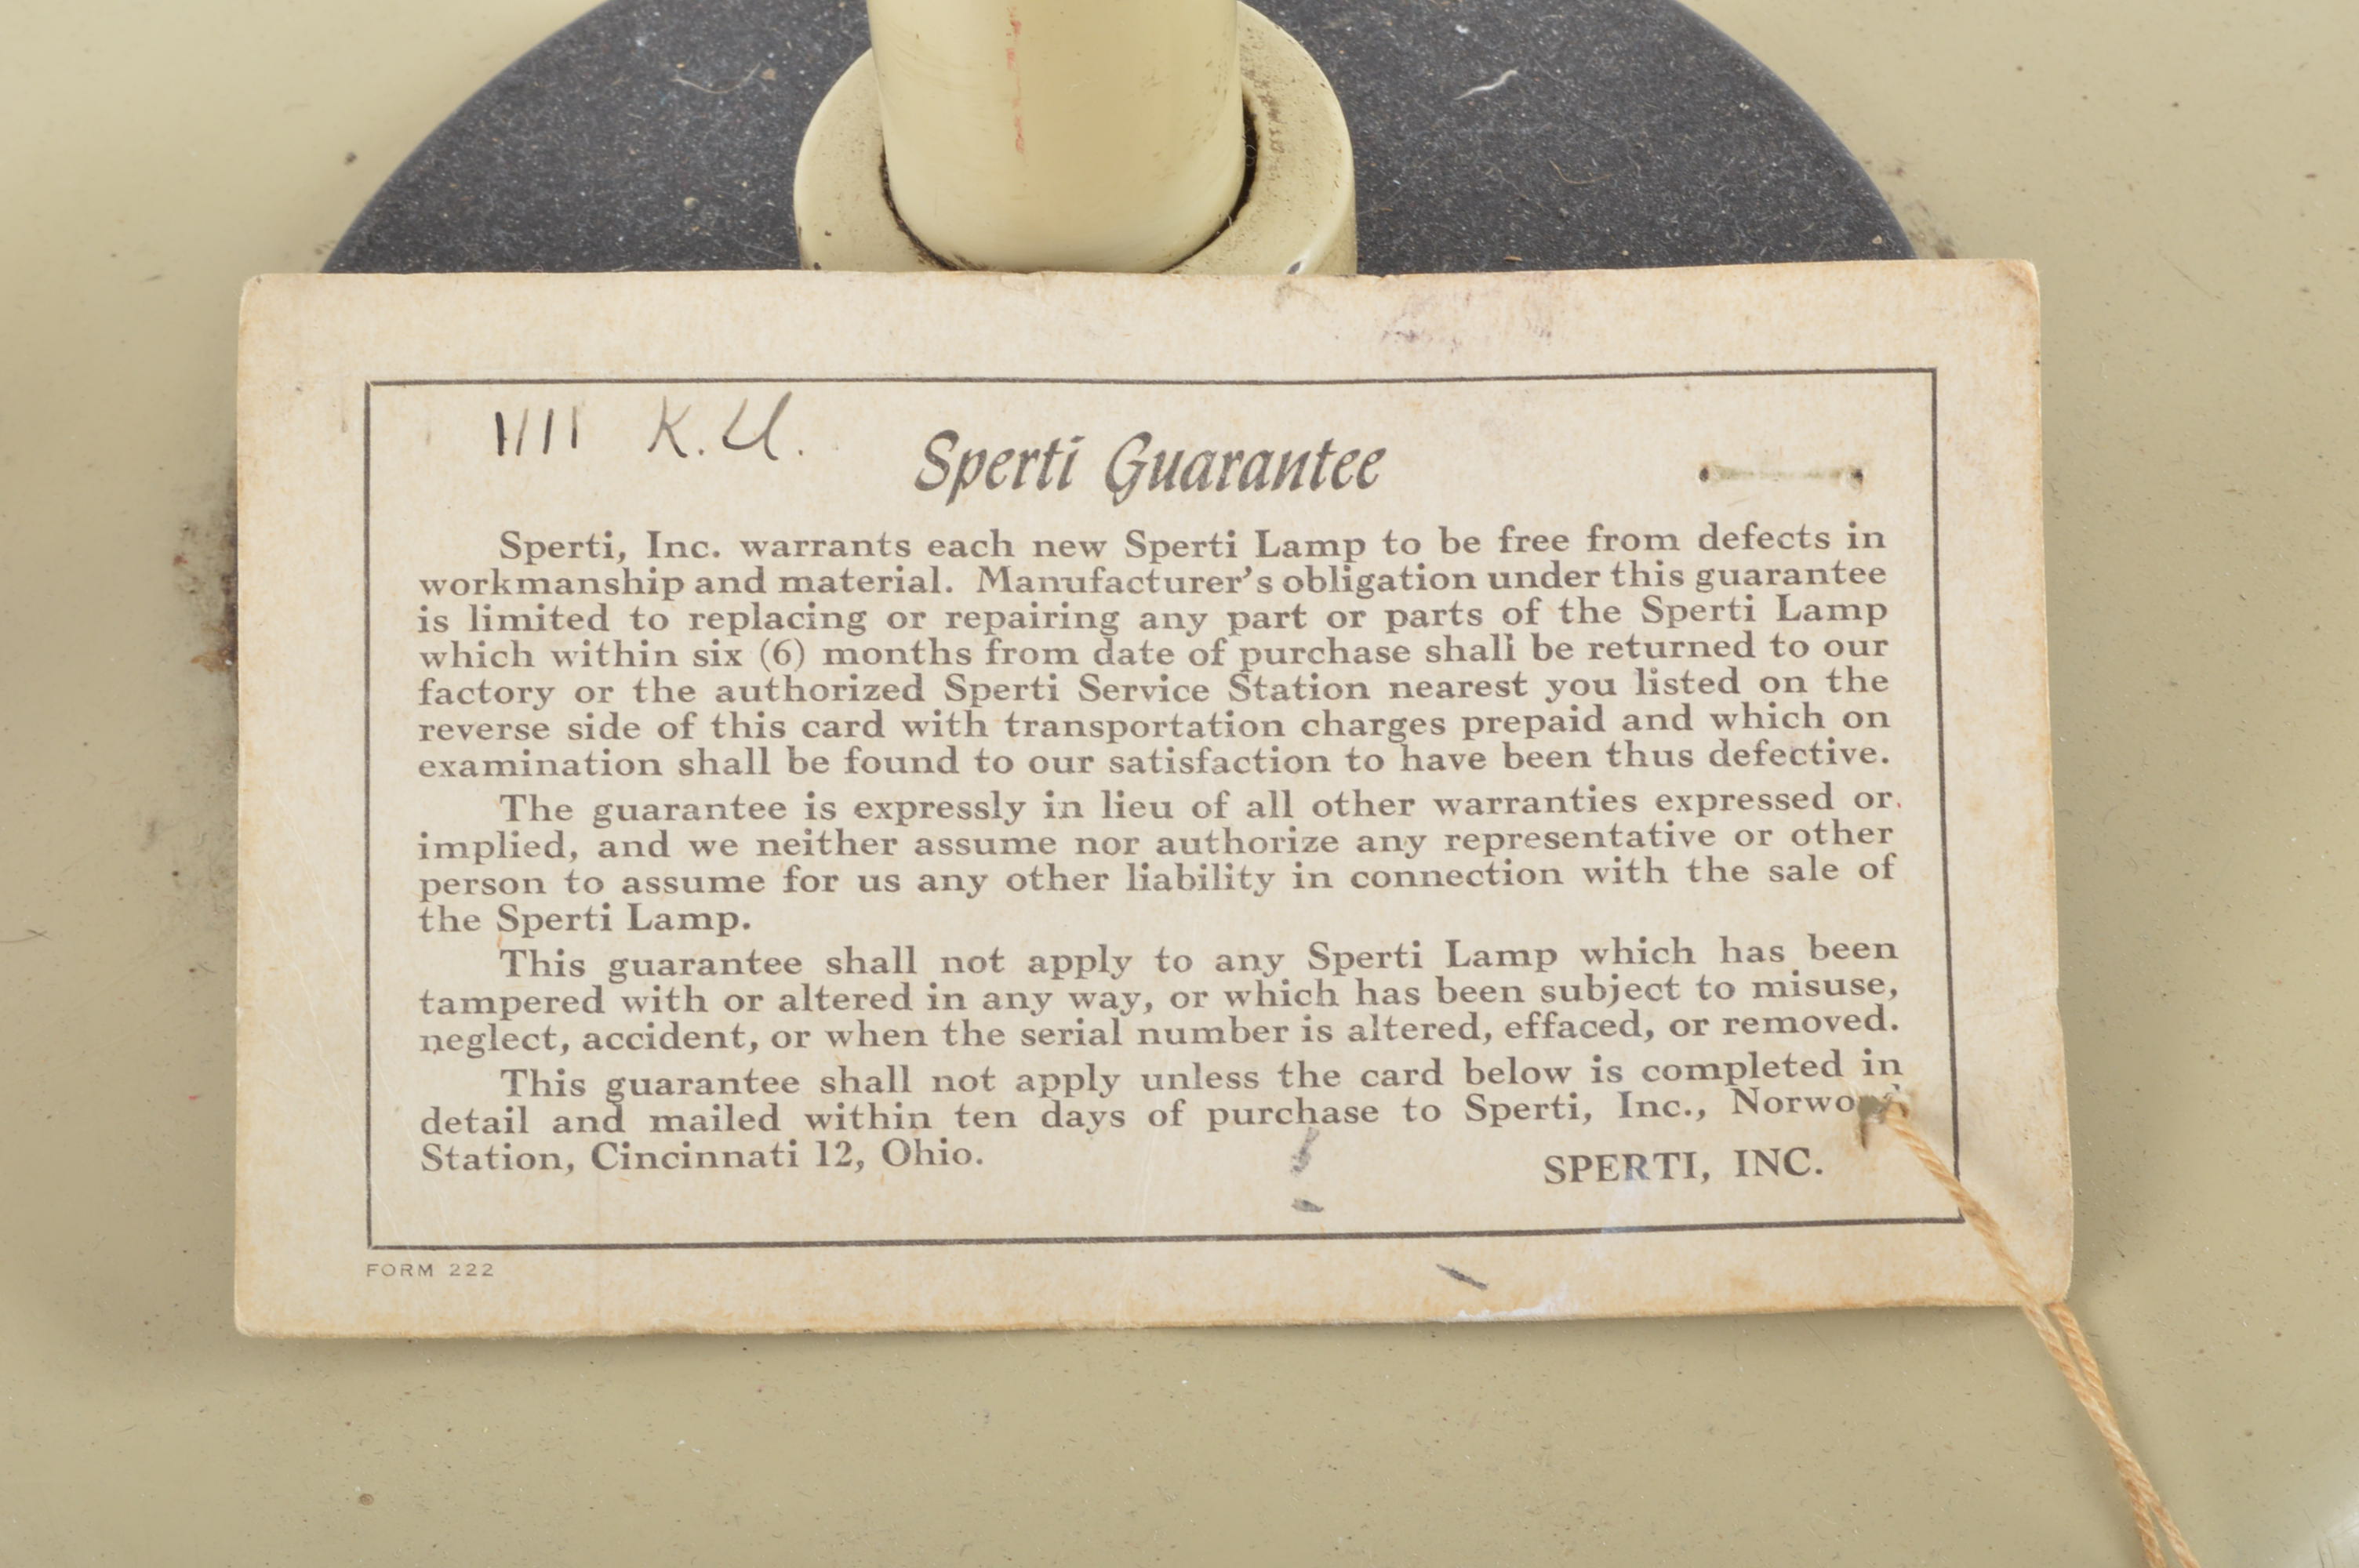 1111 K.U.
Sperti Guarantee
Sperti, Inc. warrants each new Sperti Lamp to be free from defects in
workmanship and material. Manufacturer's obligation under this guarantee
is limited to replacing or repairing any part or parts of the Sperti Lamp
which within six (6) months from date of purchase shall be returned to our
factory or the authorized Sperti Service Station nearest you listed on the
reverse side of this card with transportation charges prepaid and which on
examination shall be found to our satisfaction to have been thus defective.
The guarantee is expressly in lieu of all other warranties expressed or
implied, and we neither assume nor authorize any representative or other
person to assume for us any other liability in connection with the sale of
the Sperti Lamp.
This guarantee shall not apply to any Sperti Lamp which has been
tampered with or altered in any way, or which has been subject to misuse,
neglect, accident, or when the serial number is altered, effaced, or removed.
This guarantee shall not apply unless the card below is completed in
detail and mailed within ten days of purchase to Sperti, Inc., Norwood
Station, Cincinnati 12, Ohio.
SPERTI, INC.
FORM 222